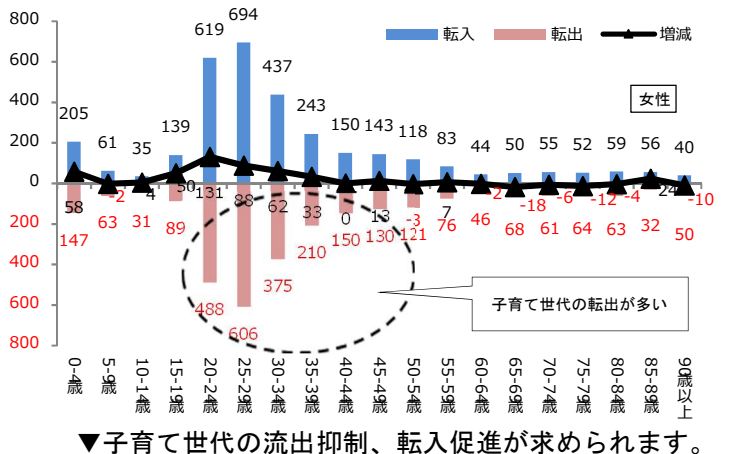 800
600
400
200
0
200
400
600
800
転入
転出
増減
女性
205
61
35
139
619
694
437
243
150
143
118
83
44
50
55
52
59
56
40
58
-2
4
50
131
88
62
33
0
13
-3
7
-2
-18
-6
-12
-4
24
-10
147
63
31
89
488
606
375
210
150
130
121
76
46
68
61
64
63
32
50
子育て世代の転出が多い
0-4歳
5-9歳
10-14歳
15-19歳
20-24歳
25-29歳
30-34歳
35-39歳
40-44歳
45-49歳
50-54歳
55-59歳
60-64歳
65-69歳
70-74歳
75-79歳
80-84歳
85-89歳
90歳以上
▼子育て世代の流出抑制、転入促進が求められます。